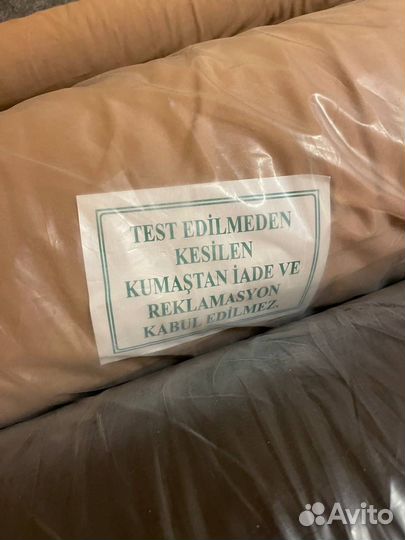 TEST EDİLMEDEN
KESİLEN
KUMAŞTAN İADE VE
REKLAMASYON
KABUL EDİLMEZ.
Avito